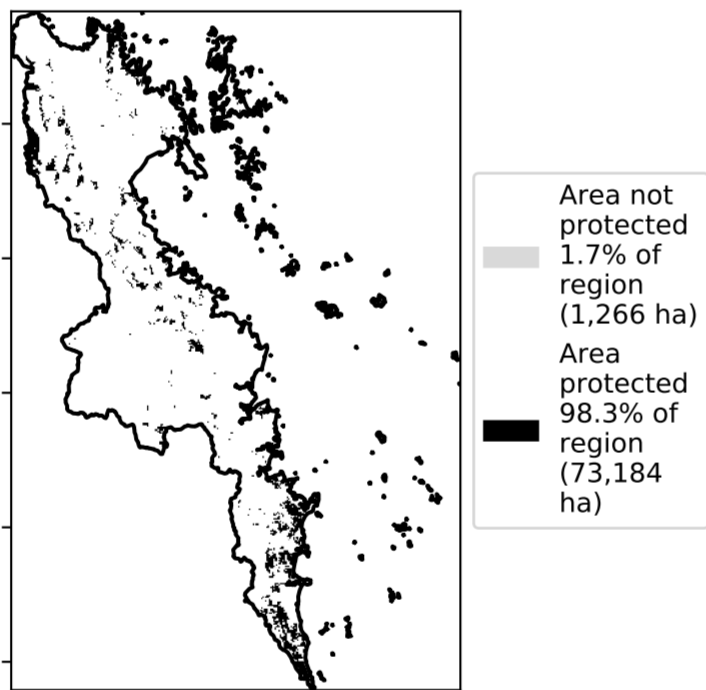 Area not
protected
1.7% of
region
(1,266 ha)
Area
protected
98.3% of
region
(73,184
ha)